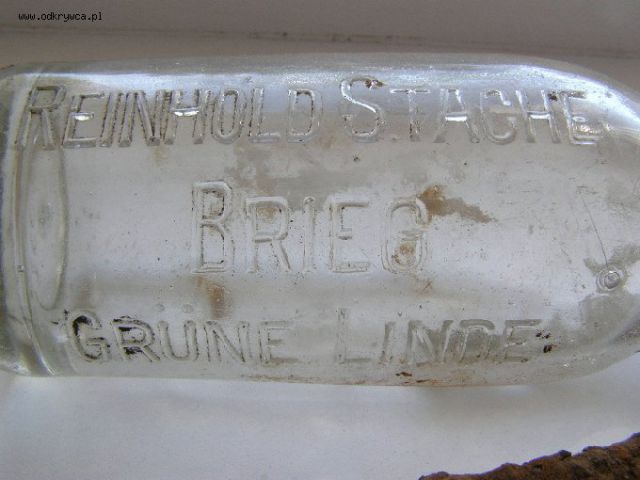 www.odkrywca.pl
REINHOLD STACHE
BRIEG
GRÜNE LINDE